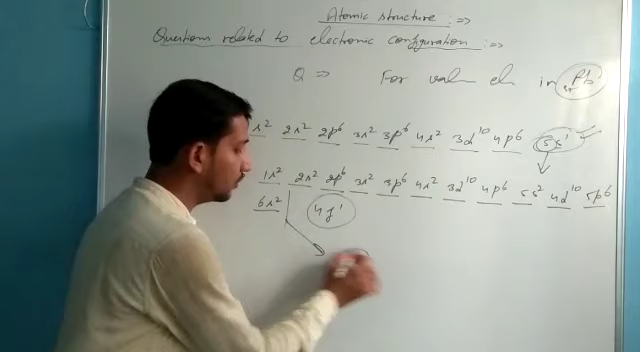 Atomic structure :⇒
Questions related to electronic configuration :⇒
Q ⇒ For in Pb
1s² 2s² 2p⁶ 3s² 3p⁶ 4s² 3d¹⁰ 4p⁶ 5s¹
1s² 2s² 2p⁶ 3s² 3p⁶ 4s² 3d¹⁰ 4p⁶ 5s² 4d¹⁰ 5p⁶
6s² 4f¹